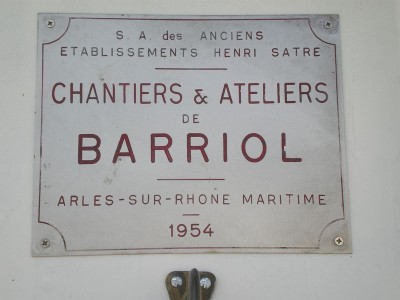 S. A. des ANCIENS
ETABLISSEMENTS HENRI SATRE
CHANTIERS & ATELIERS
DE
BARRIOL
ARLES-SUR-RHONE MARITIME
1954